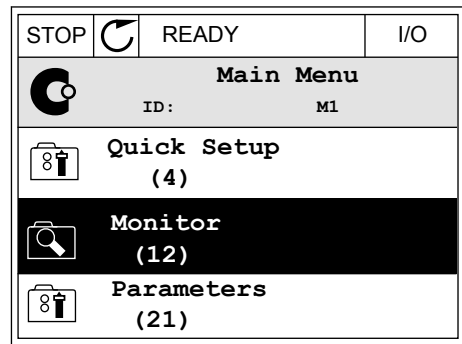 STOP READY I/O
Main Menu
ID: M1
Quick Setup
(4)
Monitor
(12)
Parameters
(21)